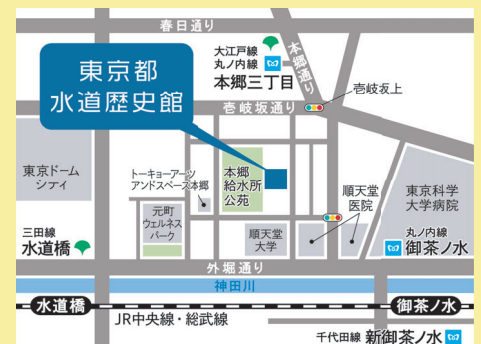 春日通り
大江戸線
丸ノ内線
本郷三丁目
本郷通り
東京都
水道歴史館
壱岐坂上
壱岐坂通り
東京ドーム
シティ
トーキョーアーツ
アンドスペース本郷
本郷
給水所
公苑
順天堂
医院
東京科学
大学病院
元町
ウェルネス
パーク
順天堂
大学
三田線
水道橋
丸ノ内線
御茶ノ水
外堀通り
神田川
水道橋
御茶ノ水
JR中央線・総武線
千代田線 新御茶ノ水